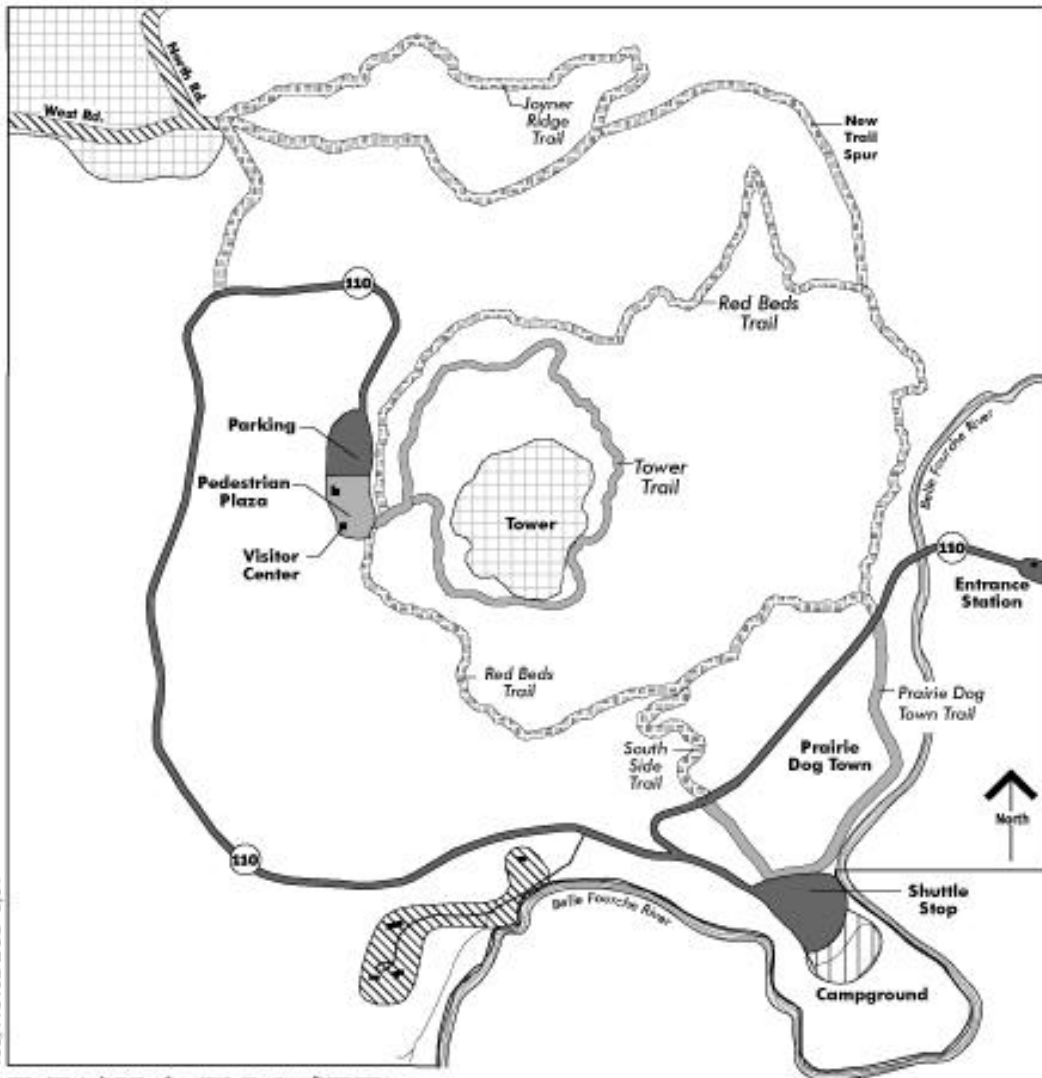 North Rd.
West Rd.
Joyner
Ridge
Trail
New
Trail
Spur
110
Red Beds
Trail
Parking
Pedestrian
Plaza
Visitor
Center
Tower
Tower
Trail
Belle Fourche River
110
Entrance
Station
Red Beds
Trail
Prairie Dog
Town Trail
South
Side
Trail
Prairie
Dog Town
North
110
Shuttle
Stop
Belle Fourche River
Campground